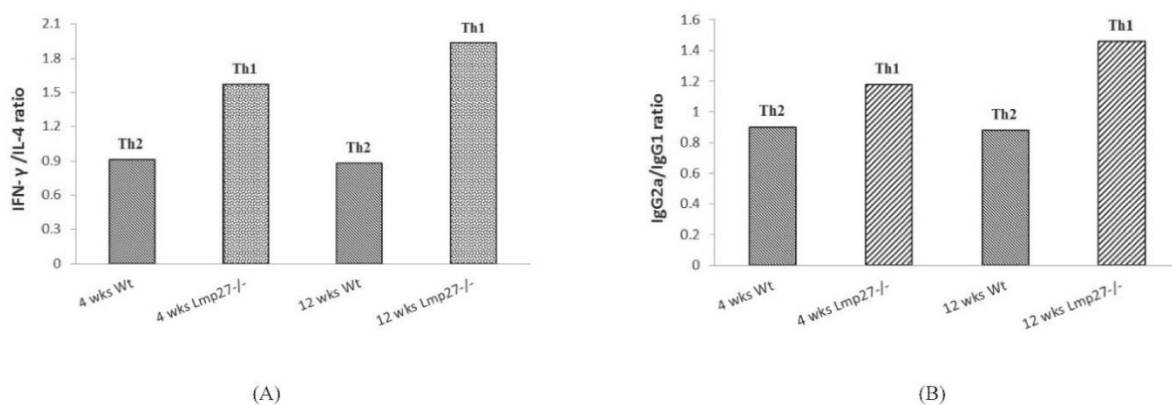 2.1
1.8
1.5
1.2
0.9
0.6
0.3
0
IFN-γ /IL-4 ratio
Th2
Th1
Th2
Th1
4 wks Wt
4 wks Lmp27-/-
12 wks Wt
12 wks Lmp27-/-
(A)
1.6
1.4
1.2
1
0.8
0.6
0.4
0.2
0
IgG2a/IgG1 ratio
Th2
Th1
Th2
Th1
4 wks Wt
4 wks Lmp27-/-
12 wks Wt
12 wks Lmp27-/-
(B)